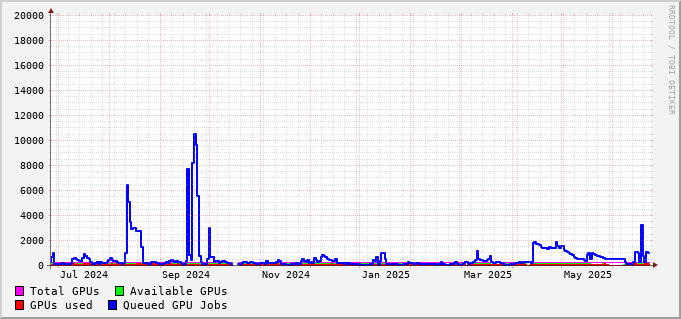 20000
18000
16000
14000
12000
10000
8000
6000
4000
2000
0
Jul 2024 Sep 2024 Nov 2024 Jan 2025 Mar 2025 May 2025
Total GPUs Available GPUs
GPUs used Queued GPU Jobs
RRDTOOL / TOBI OETIKER